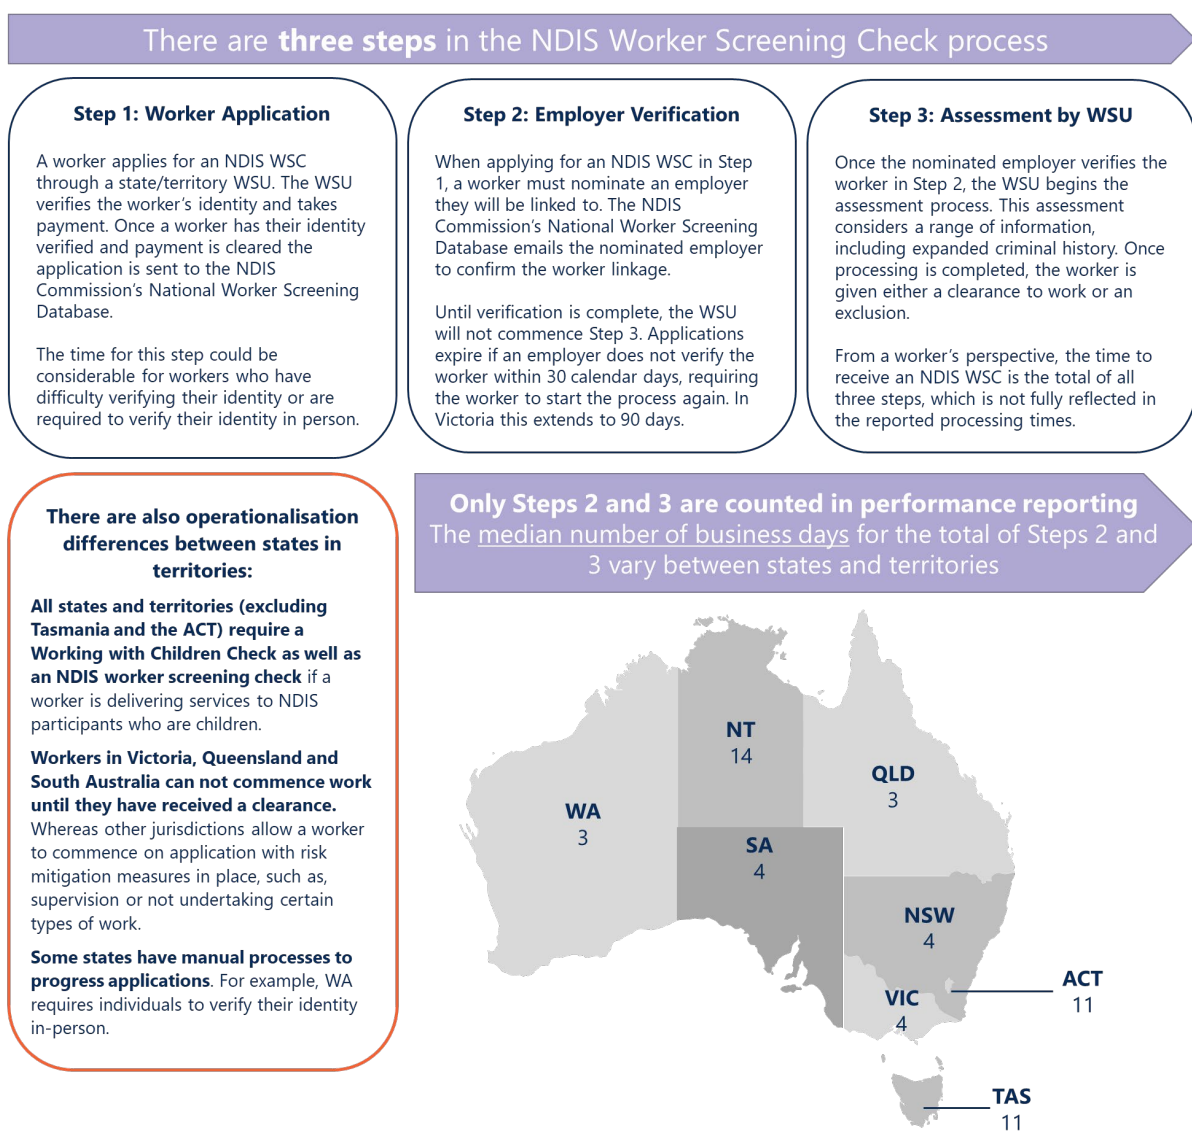 There are three steps in the NDIS Worker Screening Check process
Step 1: Worker Application
A worker applies for an NDIS WSC
through a state/territory WSU. The WSU
verifies the worker's identity and takes
payment. Once a worker has their identity
verified and payment is cleared the
application is sent to the NDIS
Commission's National Worker Screening
Database.
The time for this step could be
considerable for workers who have
difficulty verifying their identity or are
required to verify their identity in person.
Step 2: Employer Verification
When applying for an NDIS WSC in Step
1, a worker must nominate an employer
they will be linked to. The NDIS
Commission's National Worker Screening
Database emails the nominated employer
to confirm the worker linkage.
Until verification is complete, the WSU
will not commence Step 3. Applications
expire if an employer does not verify the
worker within 30 calendar days, requiring
the worker to start the process again. In
Victoria this extends to 90 days.
Step 3: Assessment by WSU
Once the nominated employer verifies the
worker in Step 2, the WSU begins the
assessment process. This assessment
considers a range of information,
including expanded criminal history. Once
processing is completed, the worker is
given either a clearance to work or an
exclusion.
From a worker's perspective, the time to
receive an NDIS WSC is the total of all
three steps, which is not fully reflected in
the reported processing times.
There are also operationalisation
differences between states in
territories:
All states and territories (excluding
Tasmania and the ACT) require a
Working with Children Check as well as
an NDIS worker screening check if a
worker is delivering services to NDIS
participants who are children.
Workers in Victoria, Queensland and
South Australia can not commence work
until they have received a clearance.
Whereas other jurisdictions allow a worker
to commence on application with risk
mitigation measures in place, such as,
supervision or not undertaking certain
types of work.
Some states have manual processes to
progress applications. For example, WA
requires individuals to verify their identity
in-person.
Only Steps 2 and 3 are counted in performance reporting
The median number of business days for the total of Steps 2 and
3 vary between states and territories
NT
14
QLD
3
WA
3
SA
4
NSW
4
ACT
11
VIC
4
TAS
11